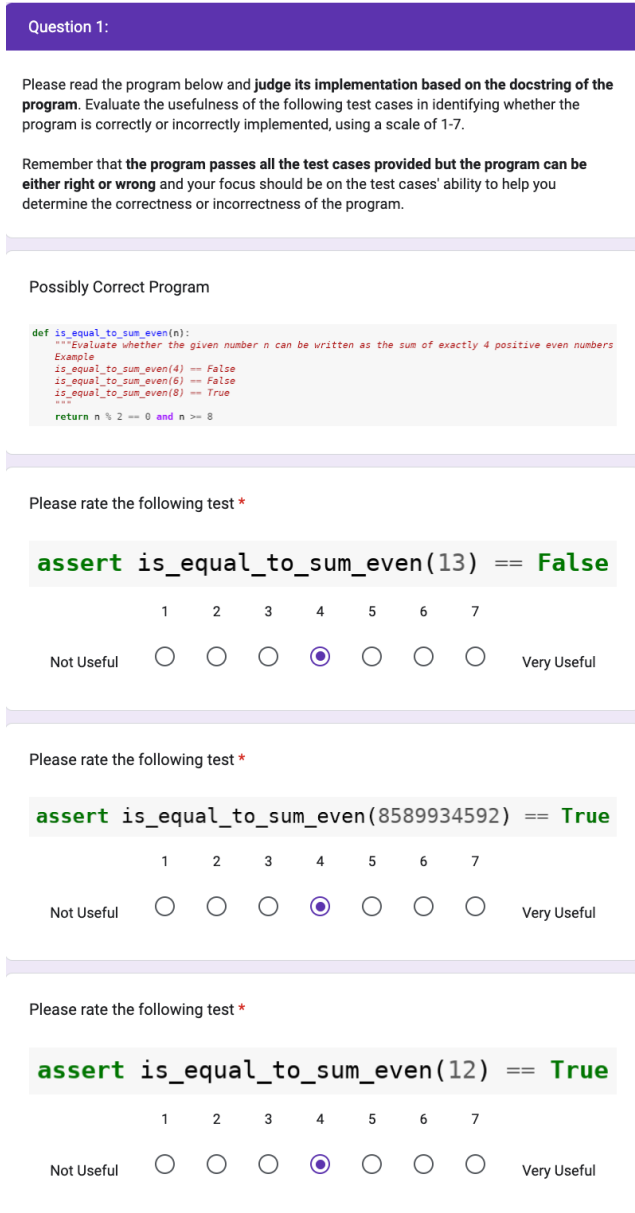 Question 1:
Please read the program below and judge its implementation based on the docstring of the
program. Evaluate the usefulness of the following test cases in identifying whether the
program is correctly or incorrectly implemented, using a scale of 1-7.
Remember that the program passes all the test cases provided but the program can be
either right or wrong and your focus should be on the test cases' ability to help you
determine the correctness or incorrectness of the program.
Possibly Correct Program
def is_equal_to_sum_even(n):
"""Evaluate whether the given number n can be written as the sum of exactly 4 positive even numbers
Example
is_equal_to_sum_even(4) == False
is_equal_to_sum_even(6) == False
is_equal_to_sum_even(8) == True
"""
return n % 2 == 0 and n >= 8
Please rate the following test *
assert is_equal_to_sum_even(13) == False
1 2 3 4 5 6 7
Not Useful Very Useful
Please rate the following test *
assert is_equal_to_sum_even(8589934592) == True
1 2 3 4 5 6 7
Not Useful Very Useful
Please rate the following test *
assert is_equal_to_sum_even(12) == True
1 2 3 4 5 6 7
Not Useful Very Useful